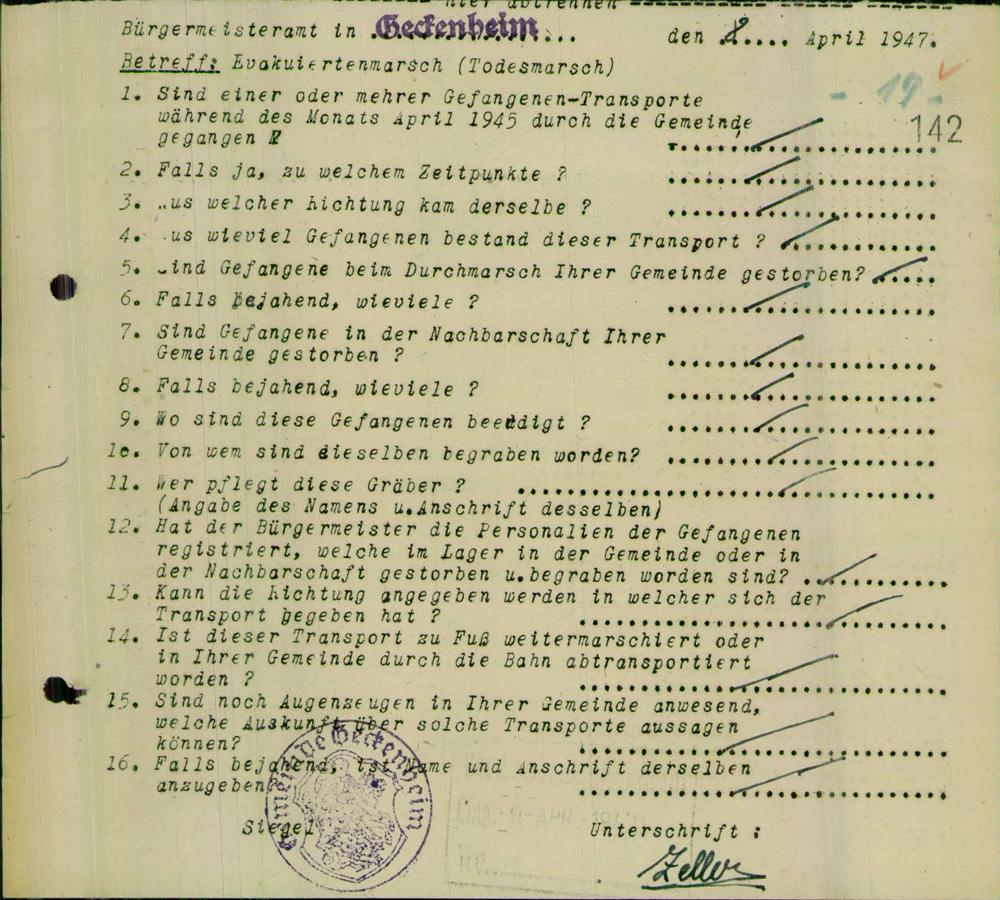 hier abtrennen
Bürgermeisteramt in Geckenheim... den 8.... April 1947.
Betreff: Evakuiertenmarsch (Todesmarsch)
- 19 -
142
1. Sind einer oder mehrer Gefangenen-Transporte
während des Monats April 1945 durch die Gemeinde
gegangen ?
2. Falls ja, zu welchem Zeitpunkte ?
3. us welcher Richtung kam derselbe ?
4. us wieviel Gefangenen bestand dieser Transport ?
5. ind Gefangene beim Durchmarsch Ihrer Gemeinde gestorben?
6. Falls bejahend, wieviele ?
7. Sind Gefangene in der Nachbarschaft Ihrer
Gemeinde gestorben ?
8. Falls bejahend, wieviele ?
9. Wo sind diese Gefangenen beerdigt ?
10. Von wem sind dieselben begraben worden?
11. Wer pflegt diese Gräber ?
(Angabe des Namens u.Anschrift desselben)
12. Hat der Bürgermeister die Personalien der Gefangenen
registriert, welche im Lager in der Gemeinde oder in
der Nachbarschaft gestorben u.begraben worden sind?
13. Kann die Richtung angegeben werden in welcher sich der
Transport begeben hat ?
14. Ist dieser Transport zu Fuß weitermarschiert oder
in Ihrer Gemeinde durch die Bahn abtransportiert
worden ?
15. Sind noch Augenzeugen in Ihrer Gemeinde anwesend,
welche Auskunft über solche Transporte aussagen
können?
16. Falls bejahend, ist Name und Anschrift derselben
anzugeben?
Gemeinde Geckenheim
Siegel Unterschrift :
Zeller